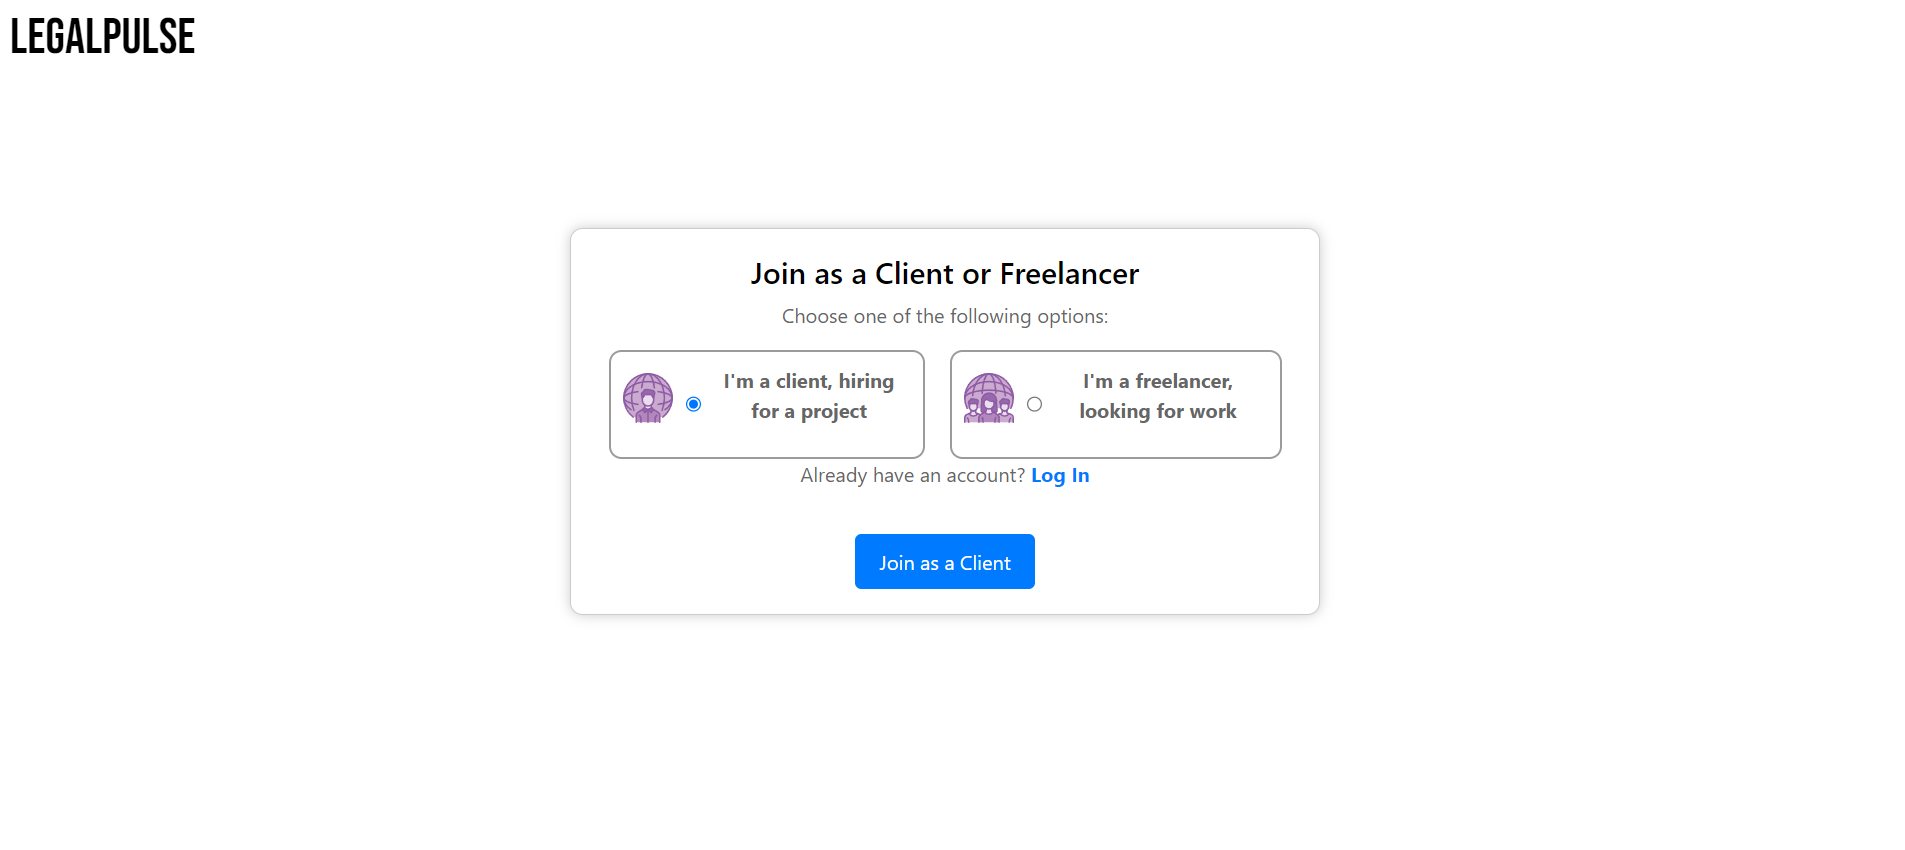 LEGALPULSE
Join as a Client or Freelancer
Choose one of the following options:
I'm a client, hiring
for a project
I'm a freelancer,
looking for work
Already have an account? Log In
Join as a Client